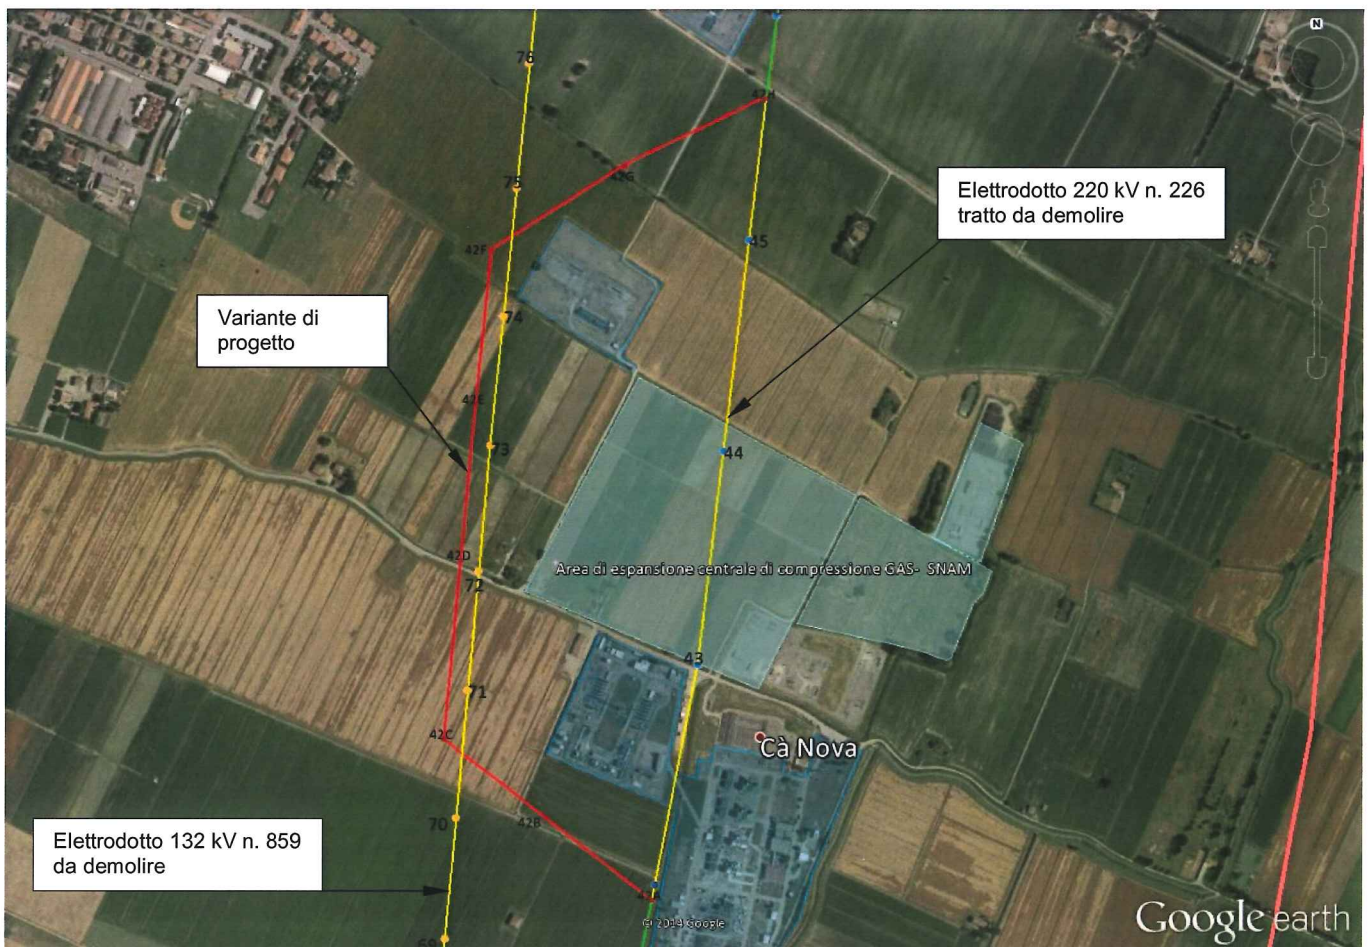 N
76
42H
42G
75
Elettrodotto 220 kV n. 226
tratto da demolire
45
42F
Variante di
progetto
74
42E
73
44
42D
Area di espansione centrale di compressione GAS- SNAM
72
43
71
42C
Cà Nova
70
42B
Elettrodotto 132 kV n. 859
da demolire
© 2014 Google
Google earth
69